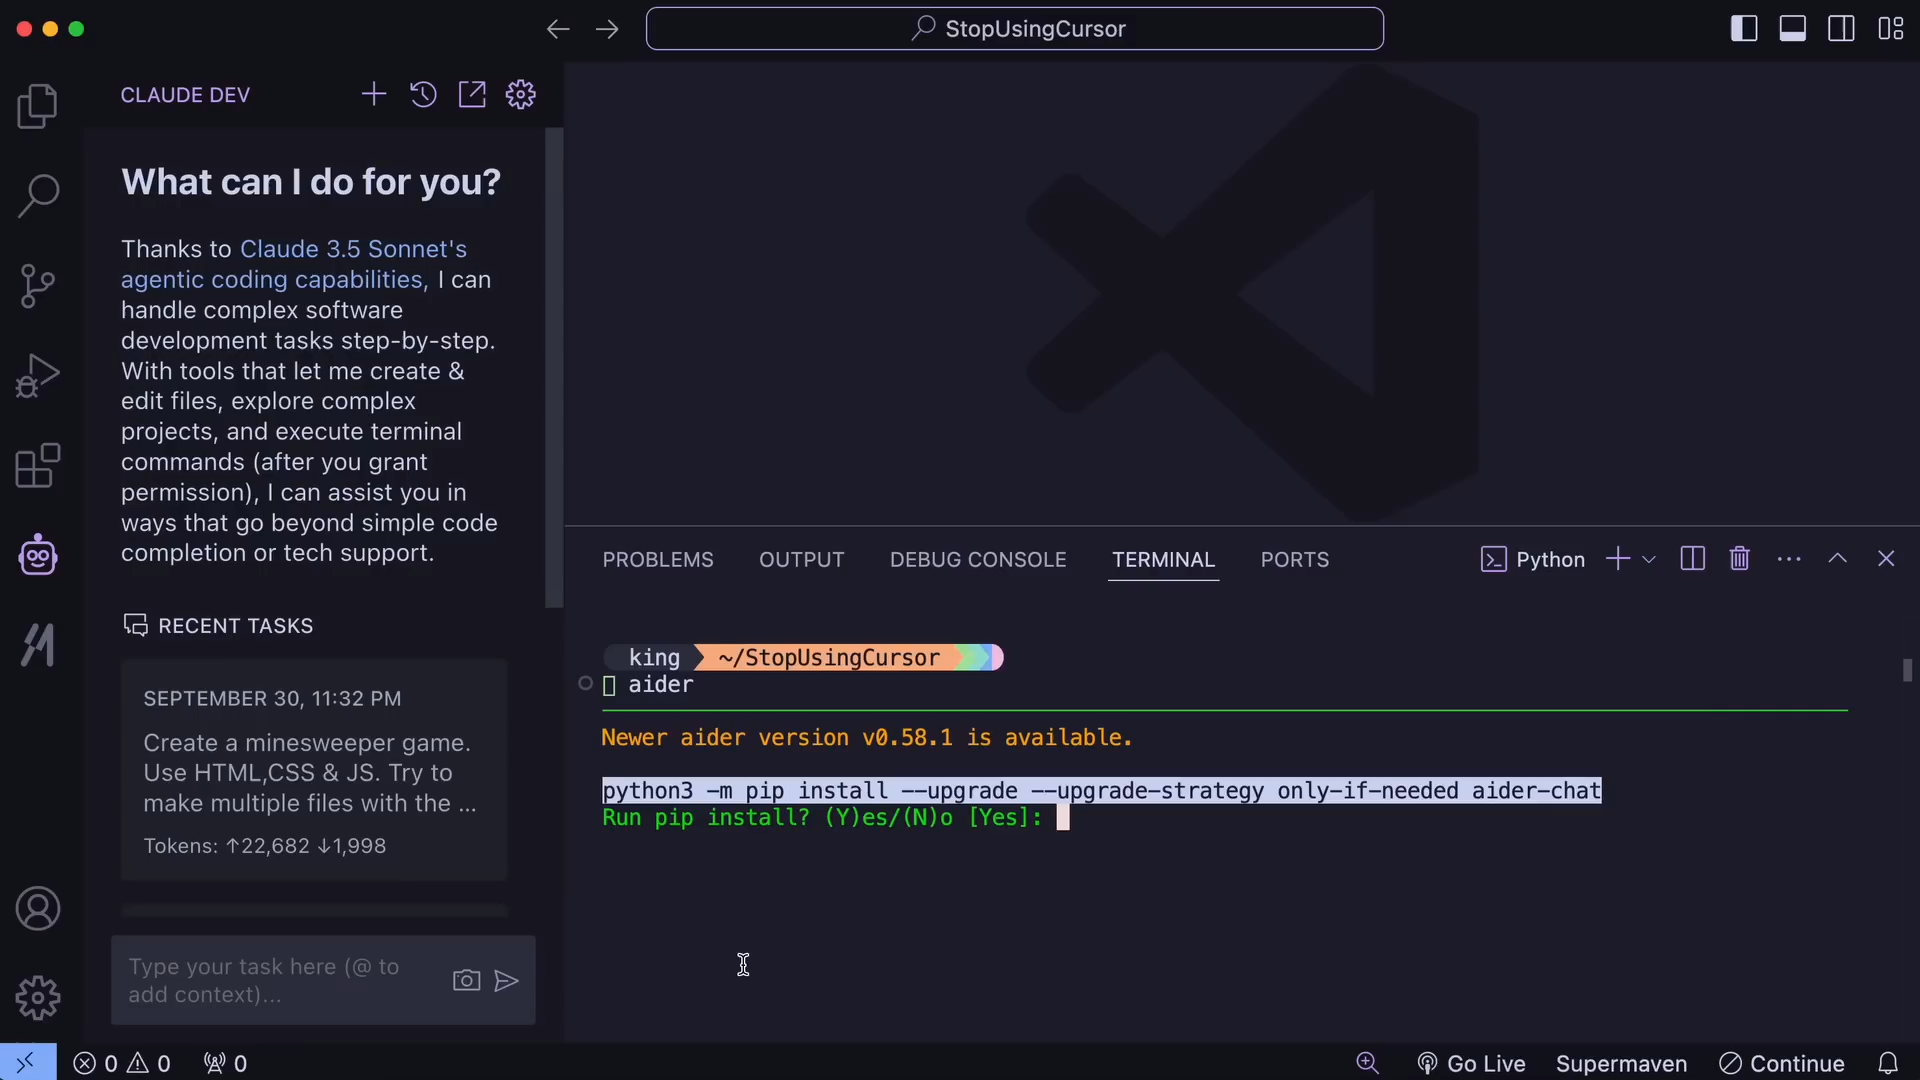 StopUsingCursor
CLAUDE DEV
What can I do for you?
Thanks to Claude 3.5 Sonnet's
agentic coding capabilities, I can
handle complex software
development tasks step-by-step.
With tools that let me create &
edit files, explore complex
projects, and execute terminal
commands (after you grant
permission), I can assist you in
ways that go beyond simple code
completion or tech support.
RECENT TASKS
SEPTEMBER 30, 11:32 PM
Create a minesweeper game.
Use HTML,CSS & JS. Try to
make multiple files with the ...
Tokens: ↑22,682 ↓1,998
Type your task here (@ to
add context)...
PROBLEMS OUTPUT DEBUG CONSOLE TERMINAL PORTS Python
king ~/StopUsingCursor
aider
Newer aider version v0.58.1 is available.
python3 -m pip install --upgrade --upgrade-strategy only-if-needed aider-chat
Run pip install? (Y)es/(N)o [Yes]:
0 0 0 Go Live Supermaven Continue